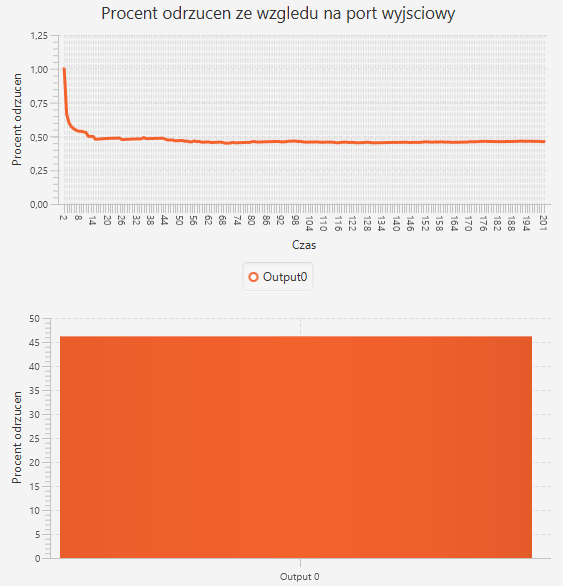 Procent odrzucen ze wzgledu na port wyjsciowy
1,25
1,00
0,75
0,50
0,25
0,00
Procent odrzucen
2 8 14 20 26 32 38 44 50 56 62 68 74 80 86 92 98 104 110 116 122 128 134 140 146 152 158 164 170 176 182 188 194 201
Czas
Output0
50
45
40
35
30
25
20
15
10
5
0
Procent odrzucen
Output 0